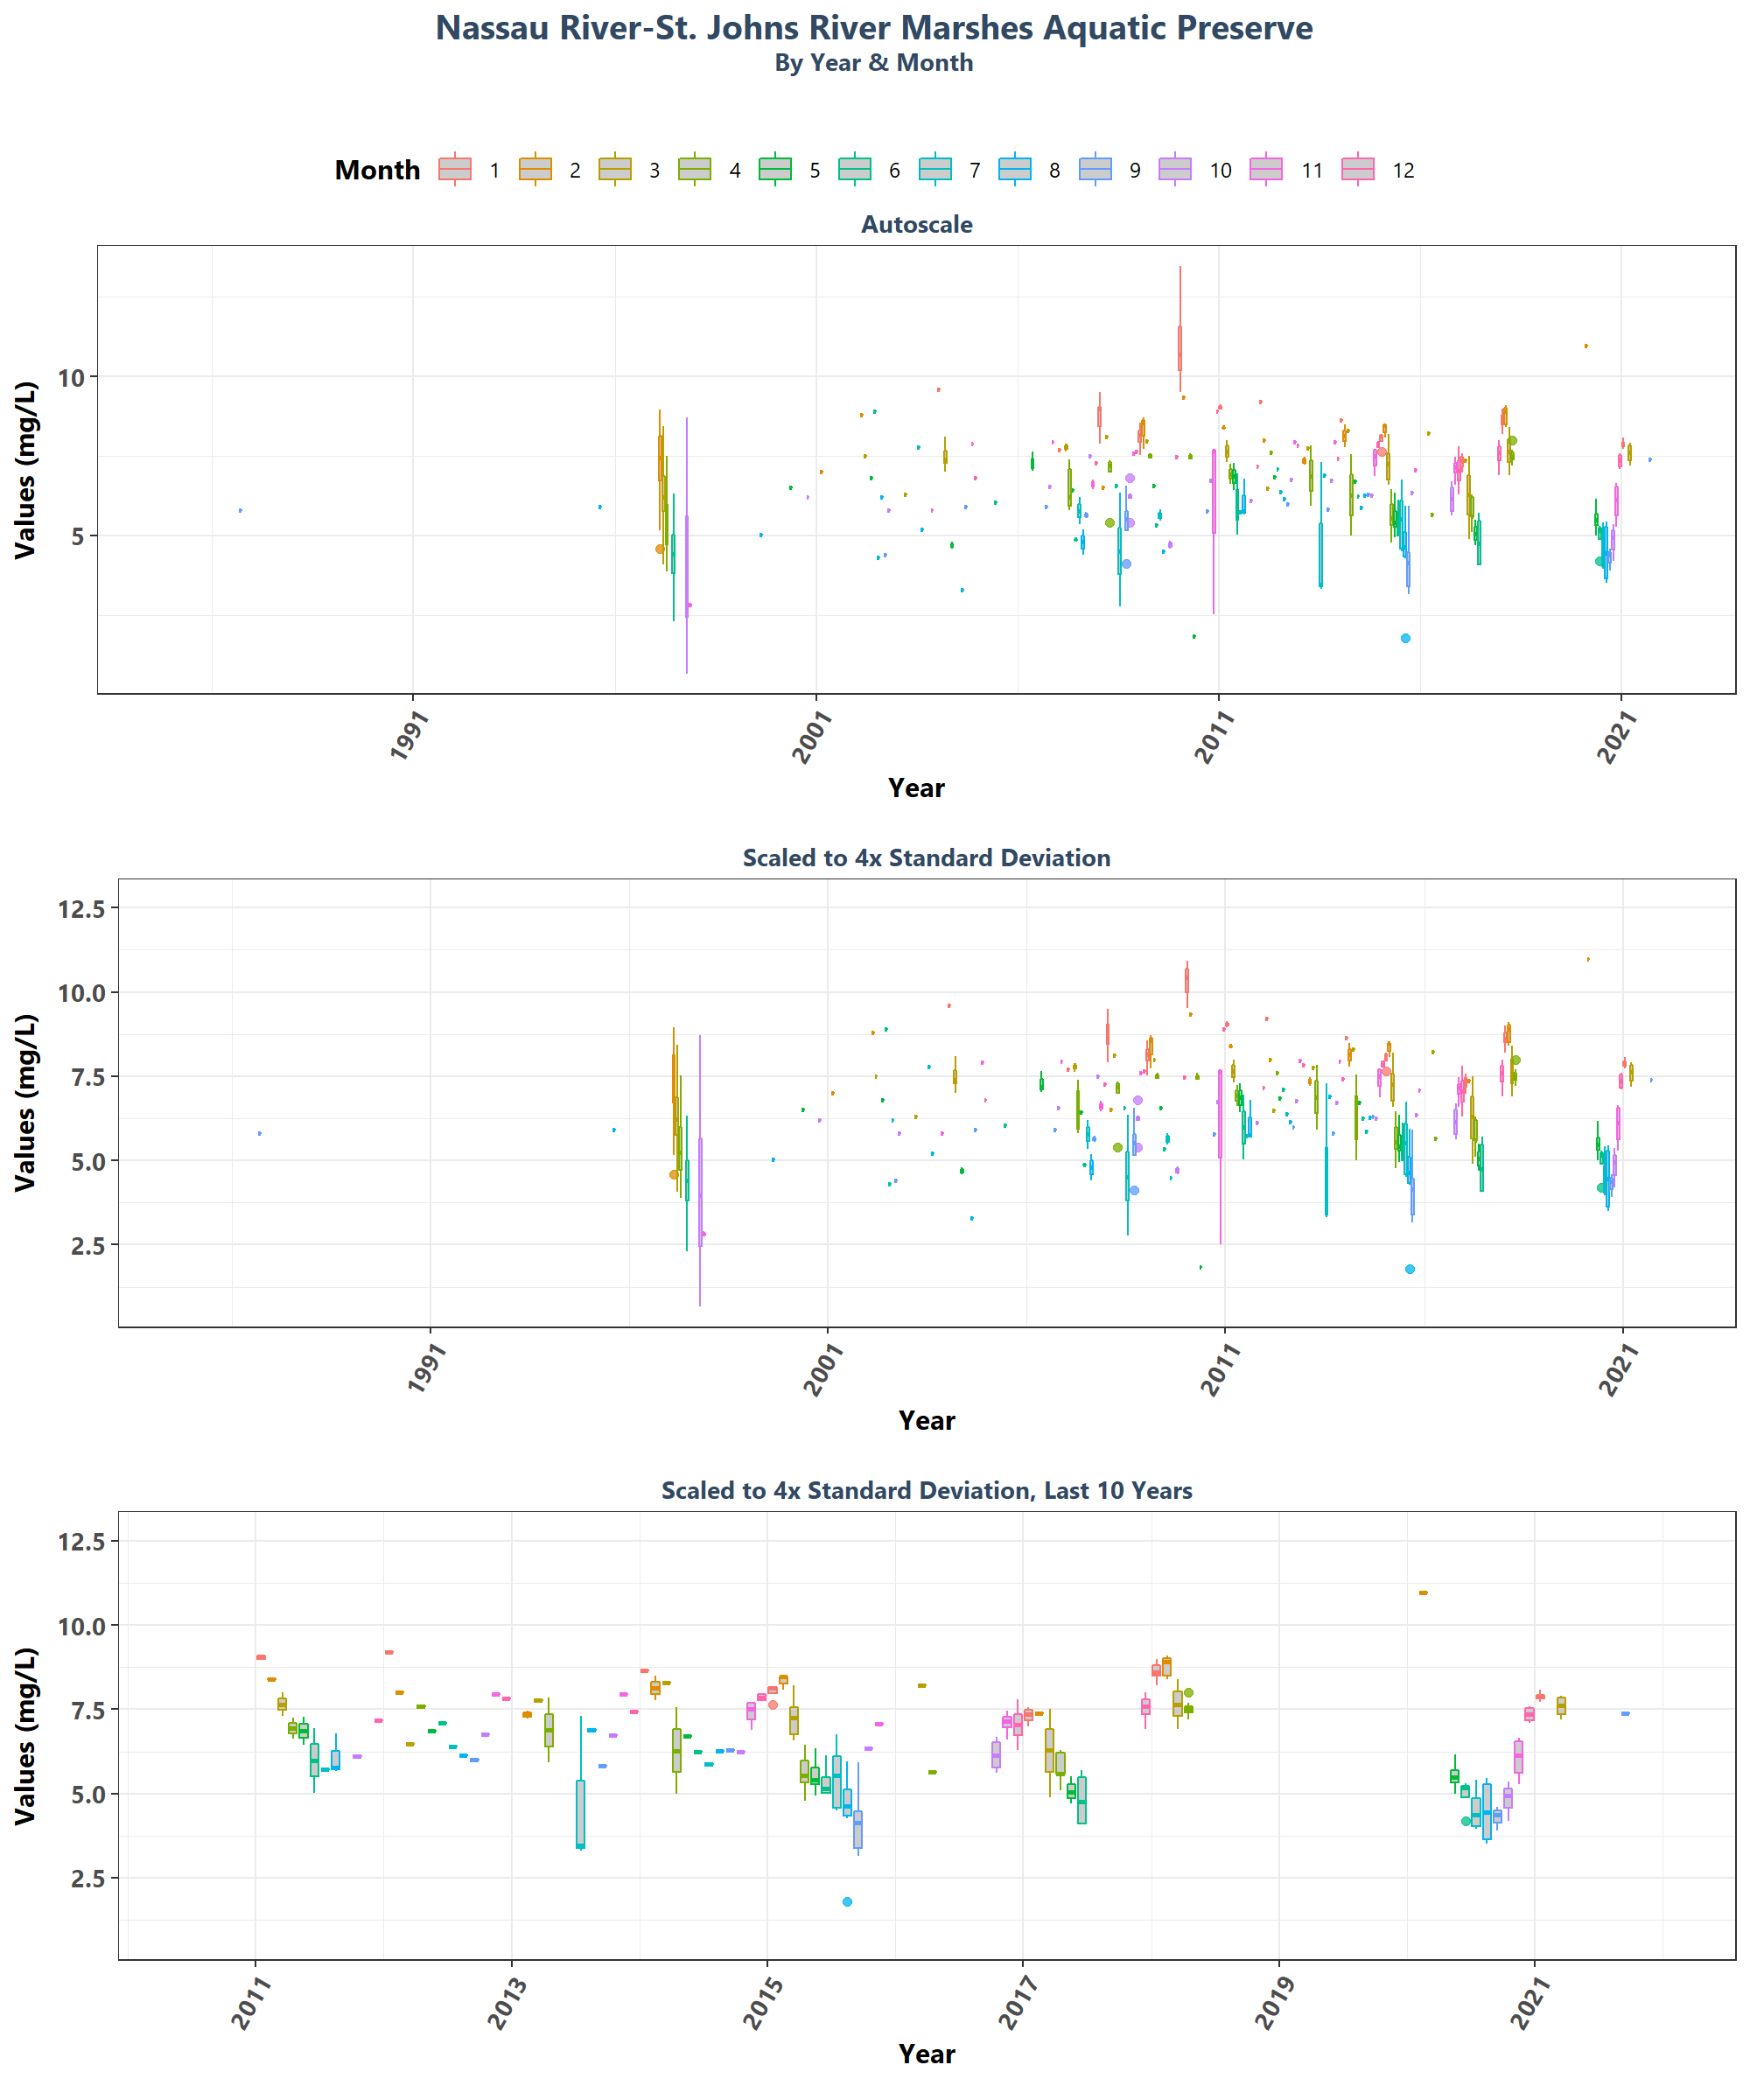 Nassau River-St. Johns River Marshes Aquatic Preserve
By Year & Month
Month 1 2 3 4 5 6 7 8 9 10 11 12
Autoscale
Values (mg/L)
10
5
1991 2001 2011 2021
Year
Scaled to 4x Standard Deviation
Values (mg/L)
12.5
10.0
7.5
5.0
2.5
1991 2001 2011 2021
Year
Scaled to 4x Standard Deviation, Last 10 Years
Values (mg/L)
12.5
10.0
7.5
5.0
2.5
2011 2013 2015 2017 2019 2021
Year